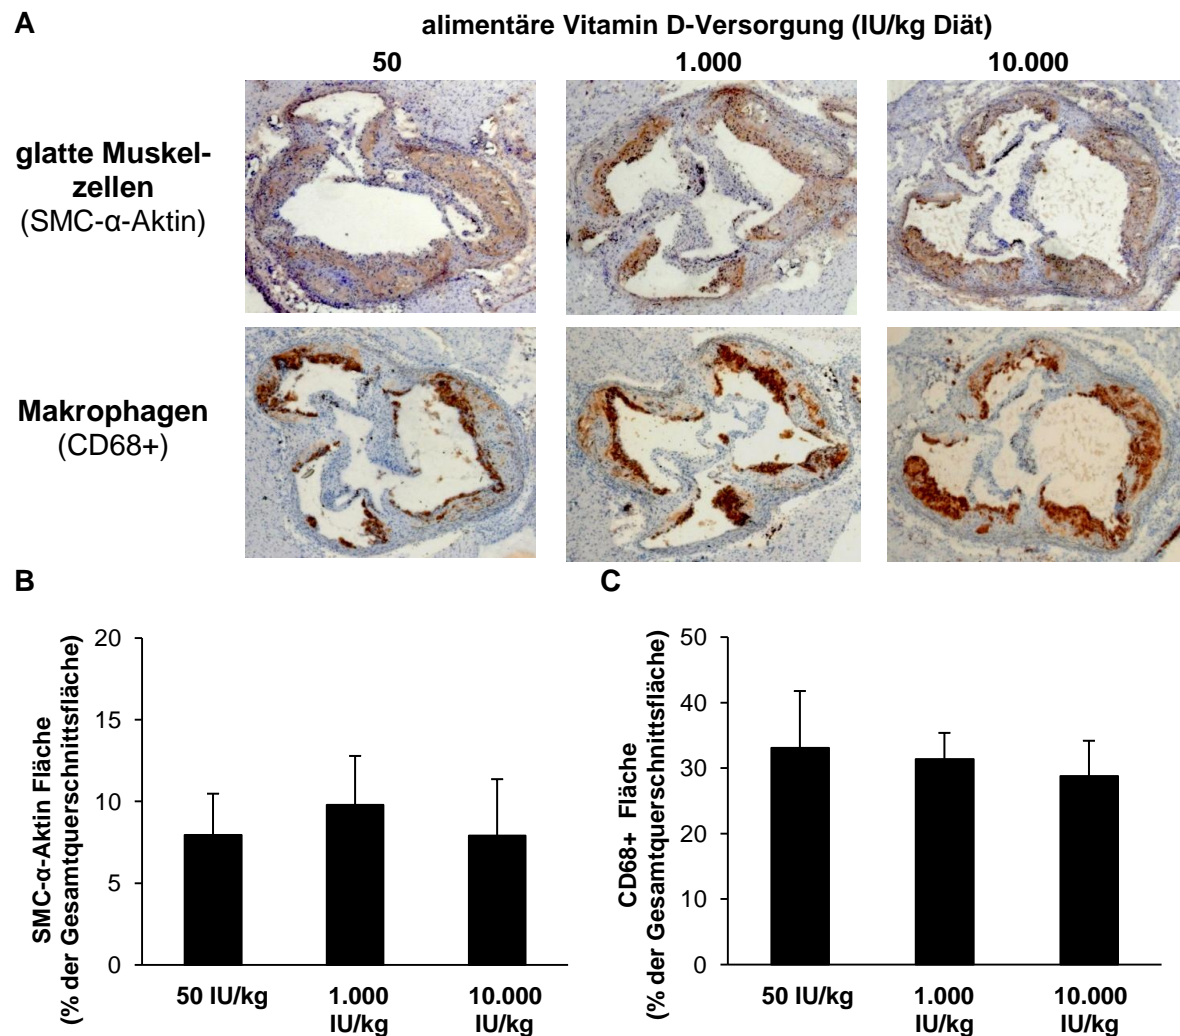 A
alimentäre Vitamin D-Versorgung (IU/kg Diät)
50 1.000 10.000
glatte Muskel-
zellen
(SMC-α-Aktin)
Makrophagen
(CD68+)
B
SMC-α-Aktin Fläche
(% der Gesamtquerschnittsfläche)
20
15
10
5
0
50 IU/kg 1.000 10.000
IU/kg IU/kg
C
CD68+ Fläche
(% der Gesamtquerschnittsfläche)
50
40
30
20
10
0
50 IU/kg 1.000 10.000
IU/kg IU/kg